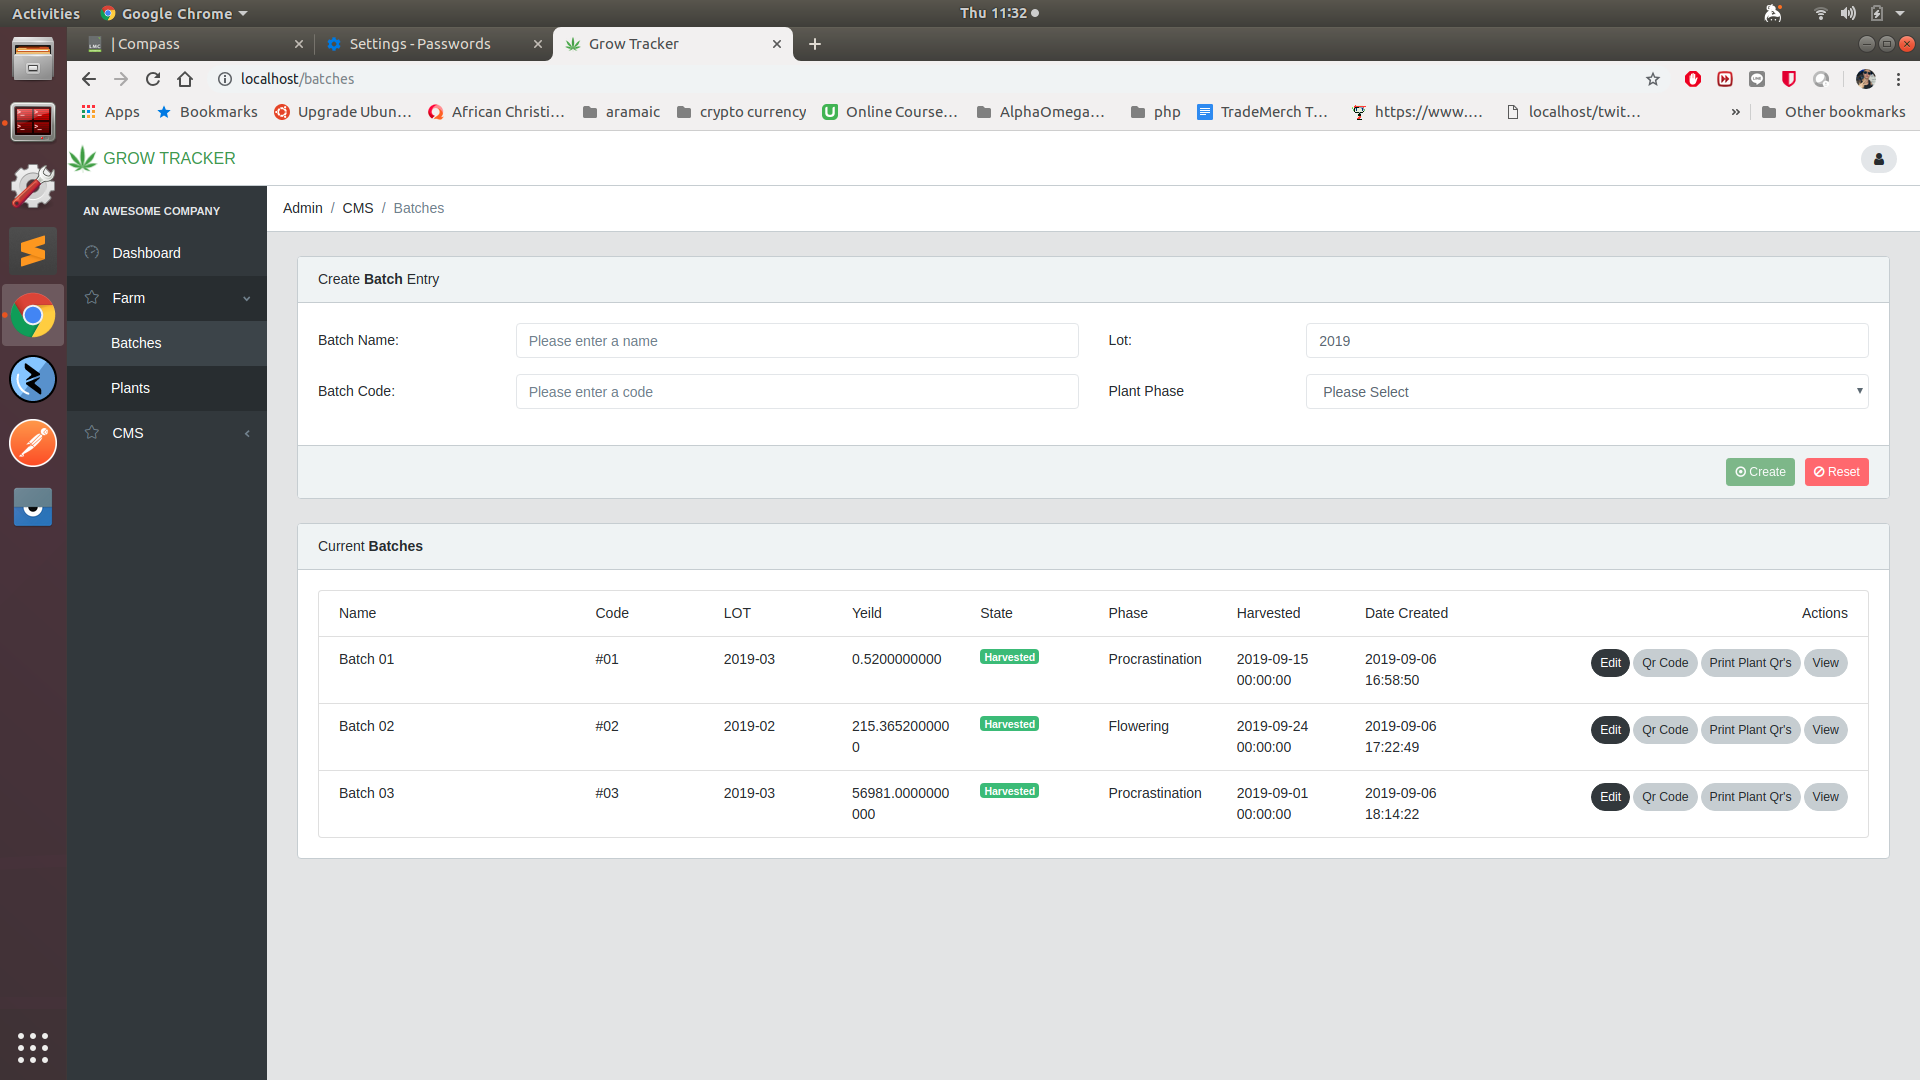 Activities Google Chrome Thu 11:32
| Compass Settings - Passwords Grow Tracker
localhost/batches
Apps Bookmarks Upgrade Ubun... African Christi... aramaic crypto currency Online Course... AlphaOmega... php TradeMerch T... https://www.... localhost/twit... » Other bookmarks
GROW TRACKER
AN AWESOME COMPANY
Dashboard
Farm
Batches
Plants
CMS
Admin / CMS / Batches
Create Batch Entry
Batch Name: Please enter a name Lot: 2019
Batch Code: Please enter a code Plant Phase Please Select
Create Reset
Current Batches
Name Code LOT Yeild State Phase Harvested Date Created Actions
Batch 01 #01 2019-03 0.5200000000 Harvested Procrastination 2019-09-15 2019-09-06 Edit Qr Code Print Plant Qr's View
00:00:00 16:58:50
Batch 02 #02 2019-02 215.365200000 Harvested Flowering 2019-09-24 2019-09-06 Edit Qr Code Print Plant Qr's View
0 00:00:00 17:22:49
Batch 03 #03 2019-03 56981.0000000 Harvested Procrastination 2019-09-01 2019-09-06 Edit Qr Code Print Plant Qr's View
000 00:00:00 18:14:22